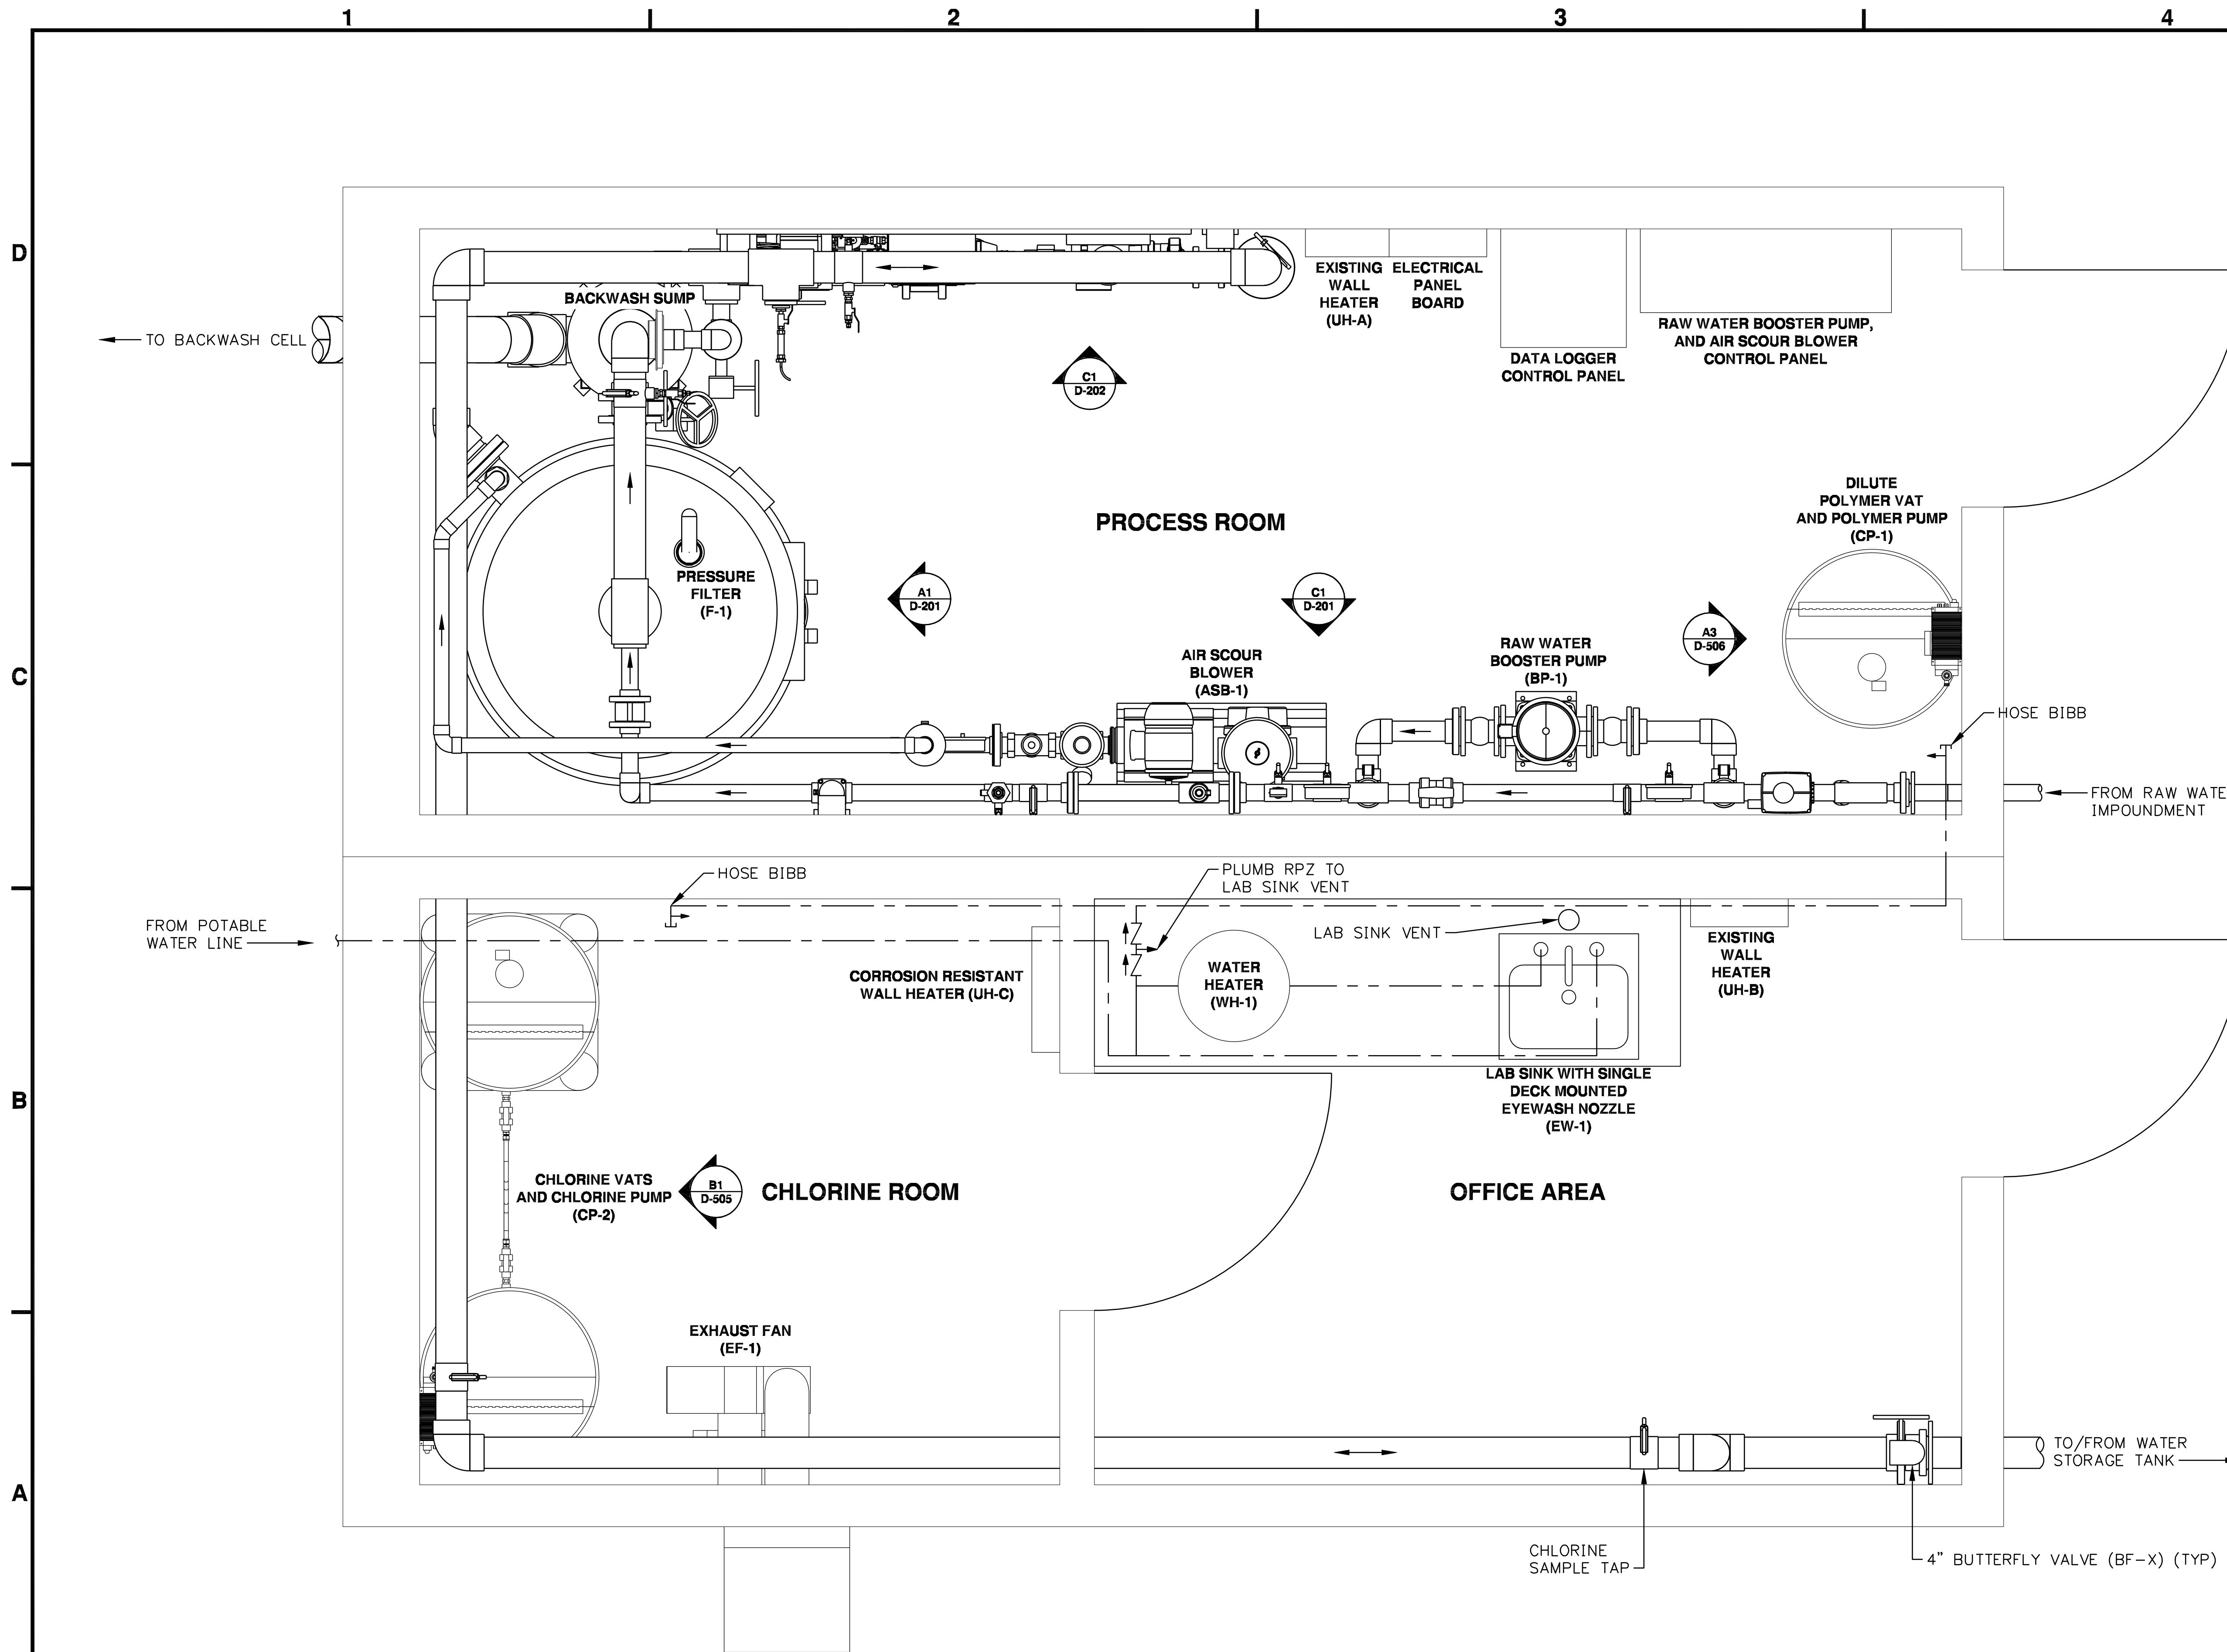 1 2 3 4
D
EXISTING
WALL
HEATER
(UH-A)
ELECTRICAL
PANEL
BOARD
BACKWASH SUMP
RAW WATER BOOSTER PUMP,
AND AIR SCOUR BLOWER
CONTROL PANEL
TO BACKWASH CELL
DATA LOGGER
CONTROL PANEL
C1
D-202
DILUTE
POLYMER VAT
AND POLYMER PUMP
(CP-1)
PROCESS ROOM
PRESSURE
FILTER
(F-1)
A1
D-201
C1
D-201
A3
D-506
C
AIR SCOUR
BLOWER
(ASB-1)
RAW WATER
BOOSTER PUMP
(BP-1)
HOSE BIBB
FROM RAW WATE
IMPOUNDMENT
HOSE BIBB
PLUMB RPZ TO
LAB SINK VENT
FROM POTABLE
WATER LINE
LAB SINK VENT
EXISTING
WALL
HEATER
(UH-B)
CORROSION RESISTANT
WALL HEATER (UH-C)
WATER
HEATER
(WH-1)
LAB SINK WITH SINGLE
DECK MOUNTED
EYEWASH NOZZLE
(EW-1)
B
CHLORINE VATS
AND CHLORINE PUMP
(CP-2)
B1
D-505
CHLORINE ROOM
OFFICE AREA
EXHAUST FAN
(EF-1)
TO/FROM WATER
STORAGE TANK
A
CHLORINE
SAMPLE TAP
4" BUTTERFLY VALVE (BF-X) (TYP)